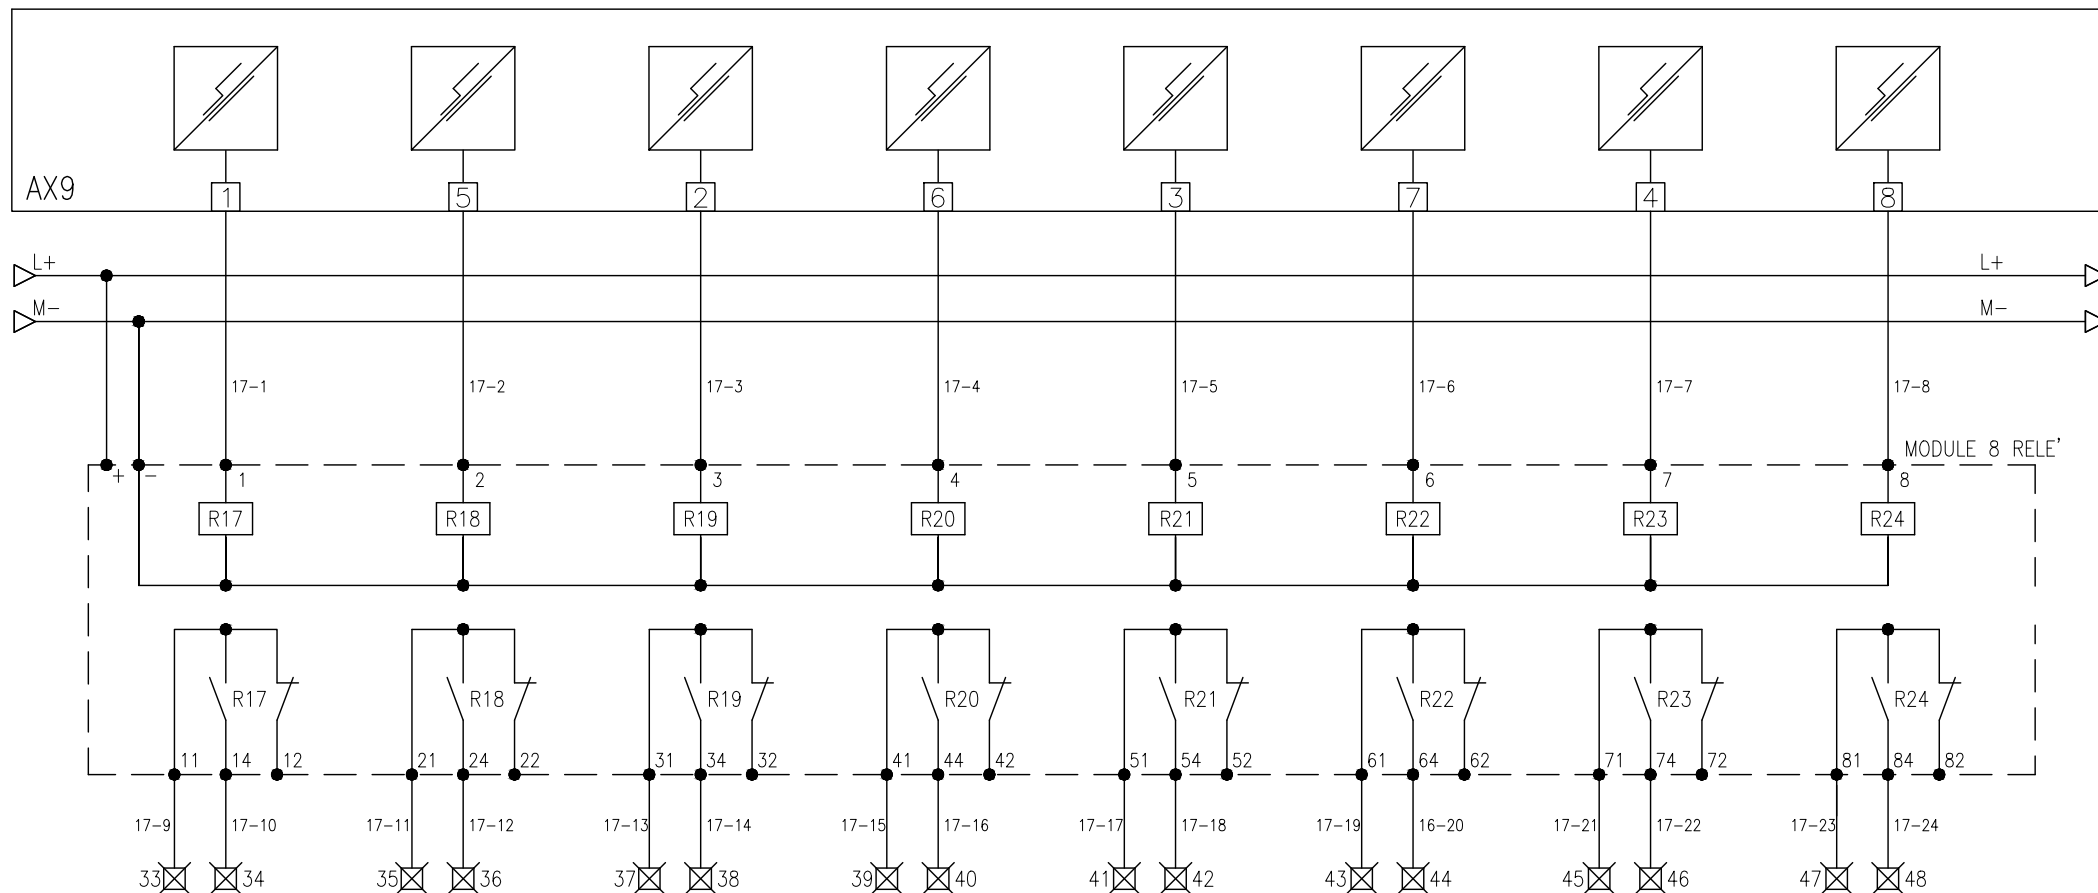 AX9 1 5 2 6 3 7 4 8
L+ L+
M- M-
17-1 17-2 17-3 17-4 17-5 17-6 17-7 17-8
MODULE 8 RELE'
+ - 1 2 3 4 5 6 7 8
R17 R18 R19 R20 R21 R22 R23 R24
R17 R18 R19 R20 R21 R22 R23 R24
11 14 12 21 24 22 31 34 32 41 44 42 51 54 52 61 64 62 71 74 72 81 84 82
17-9 17-10 17-11 17-12 17-13 17-14 17-15 17-16 17-17 17-18 17-19 16-20 17-21 17-22 17-23 17-24
33 34 35 36 37 38 39 40 41 42 43 44 45 46 47 48